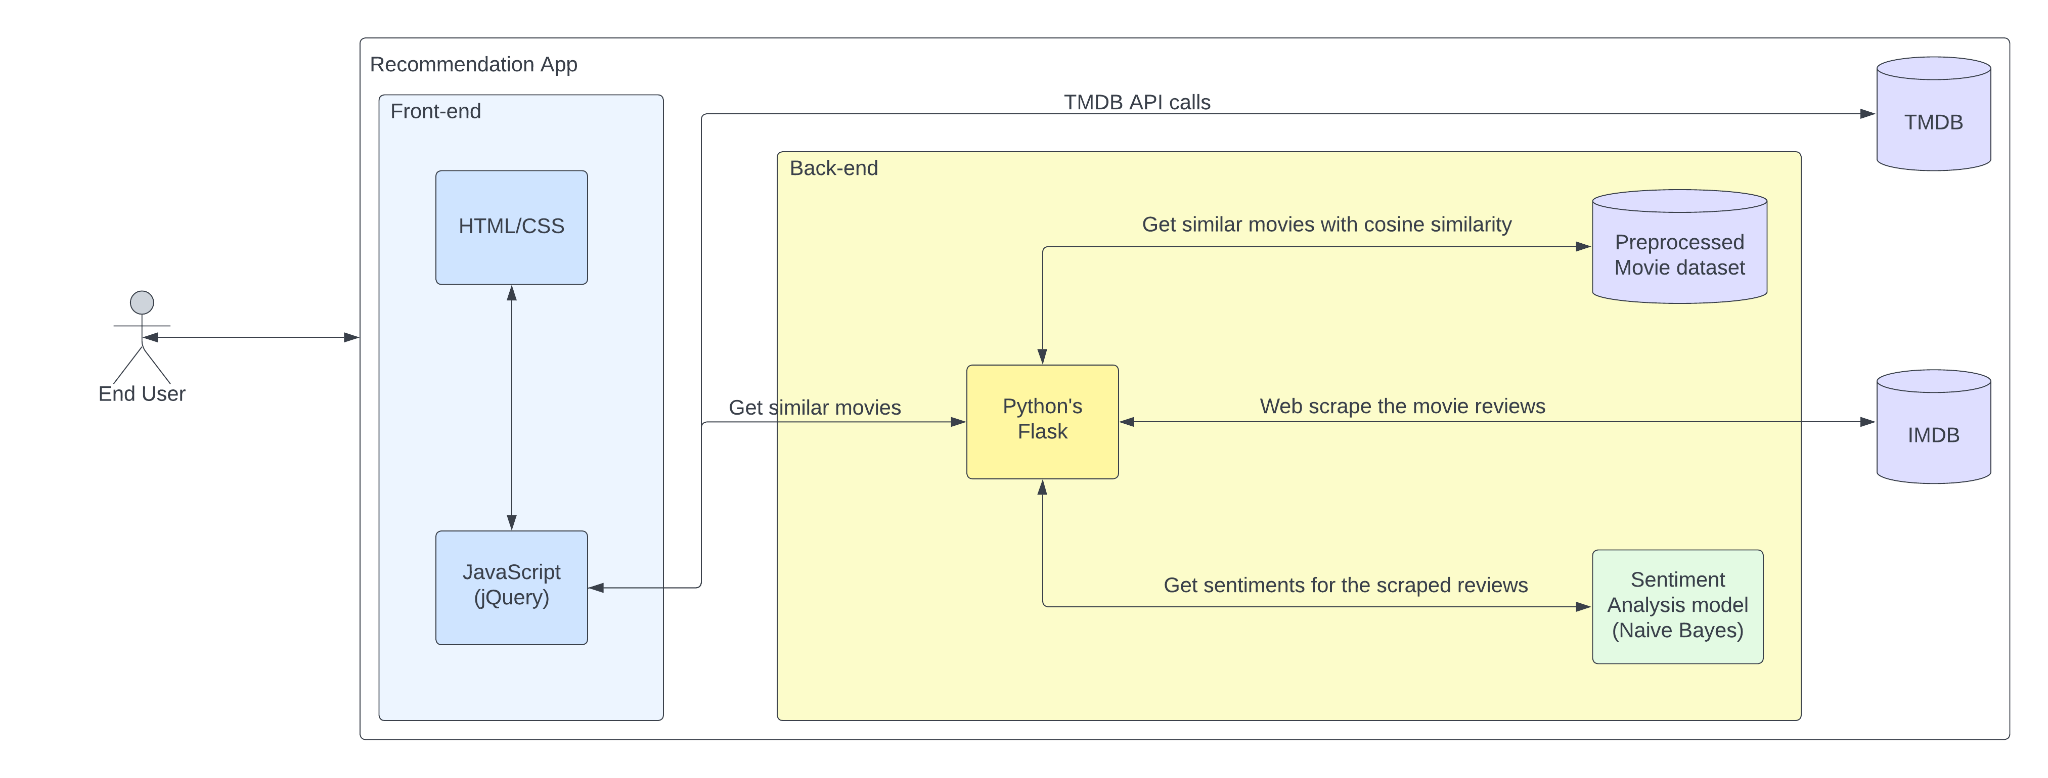 Recommendation App
Front-end
TMDB API calls
TMDB
Back-end
HTML/CSS
Get similar movies with cosine similarity
Preprocessed
Movie dataset
End User
Get similar movies
Python's
Flask
Web scrape the movie reviews
IMDB
JavaScript
(jQuery)
Get sentiments for the scraped reviews
Sentiment
Analysis model
(Naive Bayes)